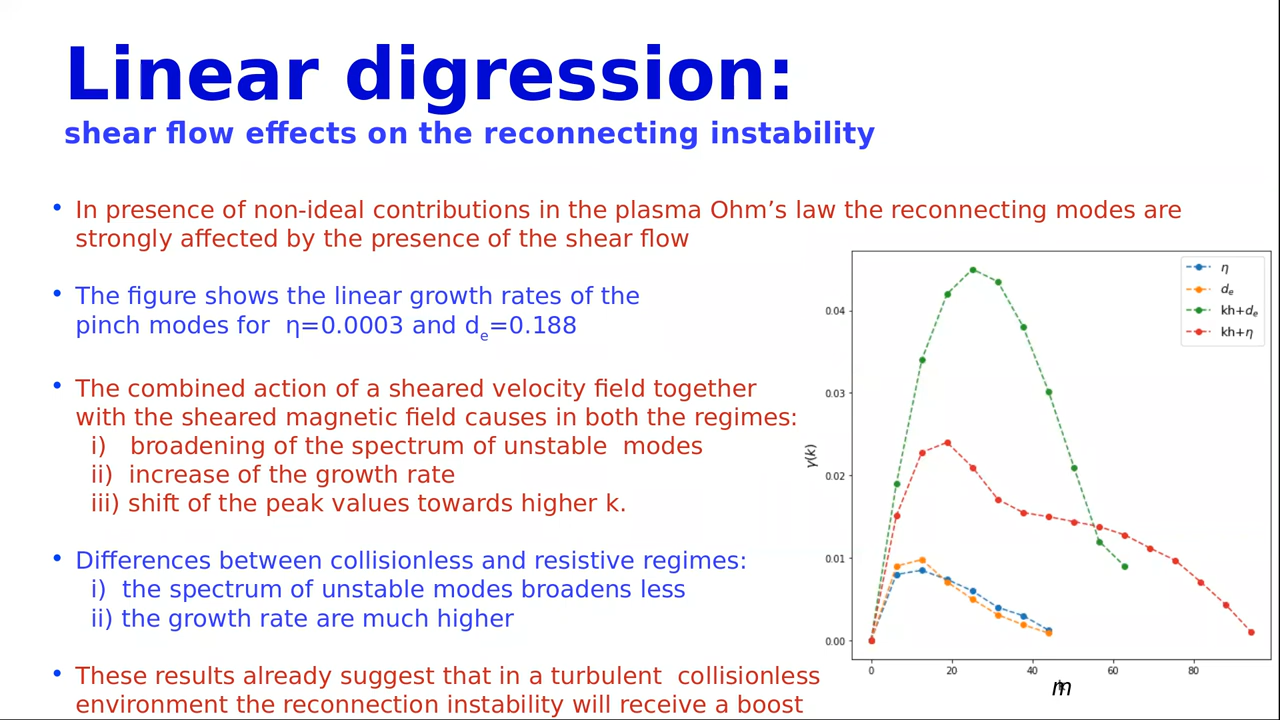 Linear digression:
shear flow effects on the reconnecting instability
• In presence of non-ideal contributions in the plasma Ohm’s law the reconnecting modes are
strongly affected by the presence of the shear flow
• The figure shows the linear growth rates of the
pinch modes for η=0.0003 and dₑ=0.188
• The combined action of a sheared velocity field together
with the sheared magnetic field causes in both the regimes:
i) broadening of the spectrum of unstable modes
ii) increase of the growth rate
iii) shift of the peak values towards higher k.
• Differences between collisionless and resistive regimes:
i) the spectrum of unstable modes broadens less
ii) the growth rate are much higher
• These results already suggest that in a turbulent collisionless
environment the reconnection instability will receive a boost
η
dₑ
kh+dₑ
kh+η
γ(k)
0.04
0.03
0.02
0.01
0.00
0 20 40 60 80
m